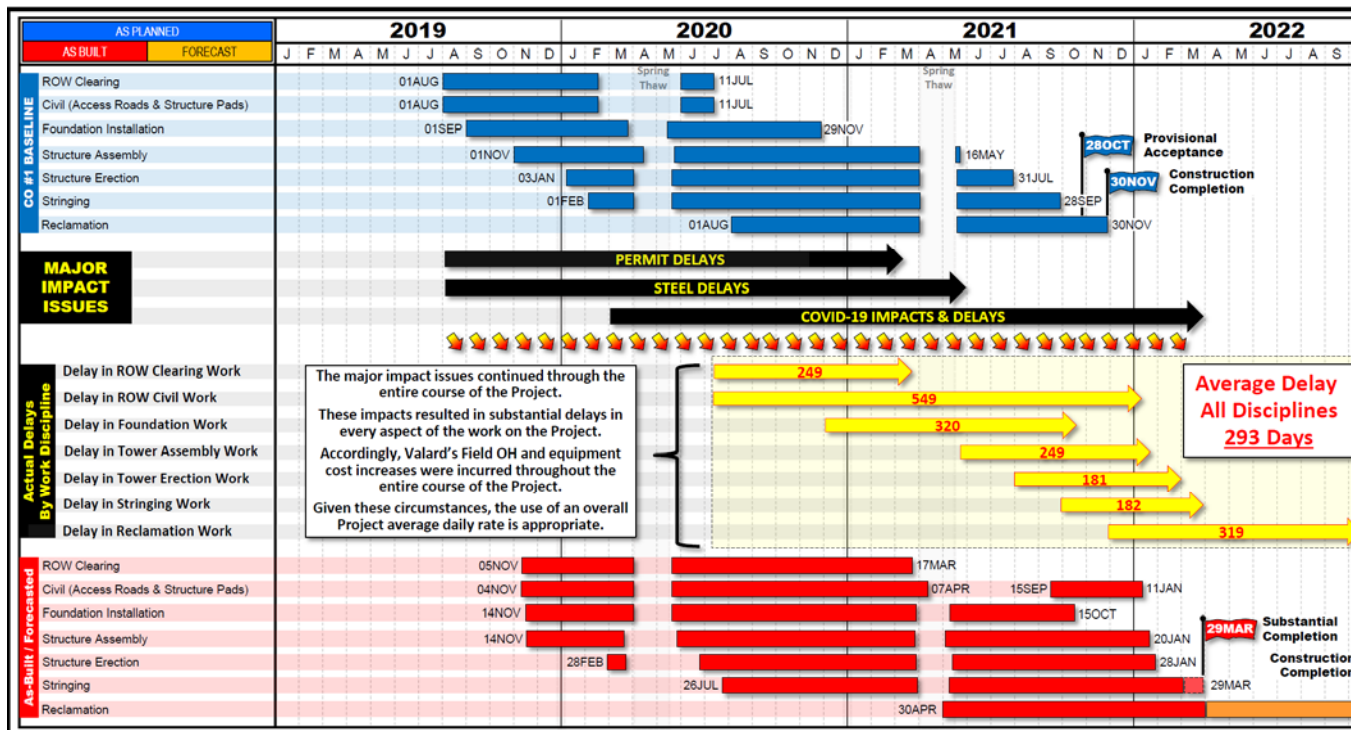 AS PLANNED
AS BUILT FORECAST
2019 2020 2021 2022
J F M A M J J A S O N D J F M A M J J A S O N D J F M A M J J A S O N D J F M A M J J A S
CO #1 BASELINE
Spring Thaw
Spring Thaw
ROW Clearing 01AUG 11JUL
Civil (Access Roads & Structure Pads) 01AUG 11JUL
Foundation Installation 01SEP 29NOV
Structure Assembly 01NOV 16MAY
Structure Erection 03JAN 31JUL
Stringing 01FEB 28SEP
Reclamation 01AUG 30NOV
28OCT Provisional Acceptance
30NOV Construction Completion
MAJOR IMPACT ISSUES
PERMIT DELAYS
STEEL DELAYS
COVID-19 IMPACTS & DELAYS
Actual Delays By Work Discipline
Delay in ROW Clearing Work 249
Delay in ROW Civil Work 549
Delay in Foundation Work 320
Delay in Tower Assembly Work 249
Delay in Tower Erection Work 181
Delay in Stringing Work 182
Delay in Reclamation Work 319
The major impact issues continued through the
entire course of the Project.
These impacts resulted in substantial delays in
every aspect of the work on the Project.
Accordingly, Valard's Field OH and equipment
cost increases were incurred throughout the
entire course of the Project.
Given these circumstances, the use of an overall
Project average daily rate is appropriate.
Average Delay
All Disciplines
293 Days
As-Built / Forecasted
ROW Clearing 05NOV 17MAR
Civil (Access Roads & Structure Pads) 04NOV 07APR 15SEP 11JAN
Foundation Installation 14NOV 15OCT
Structure Assembly 14NOV 20JAN
Structure Erection 28FEB 28JAN
Stringing 26JUL 29MAR
Reclamation 30APR
29MAR Substantial Completion
Construction
Completion